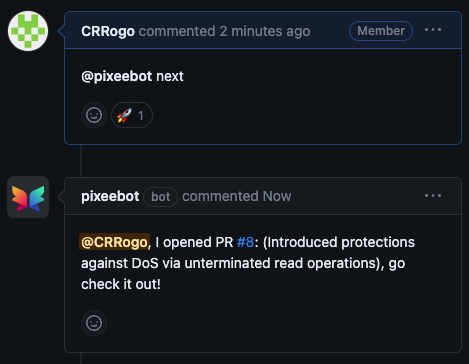 CRRogo commented 2 minutes ago Member ...
@pixeebot next
🚀 1
pixeebot bot commented Now ...
@CRRogo, I opened PR #8: (Introduced protections
against DoS via unterminated read operations), go
check it out!